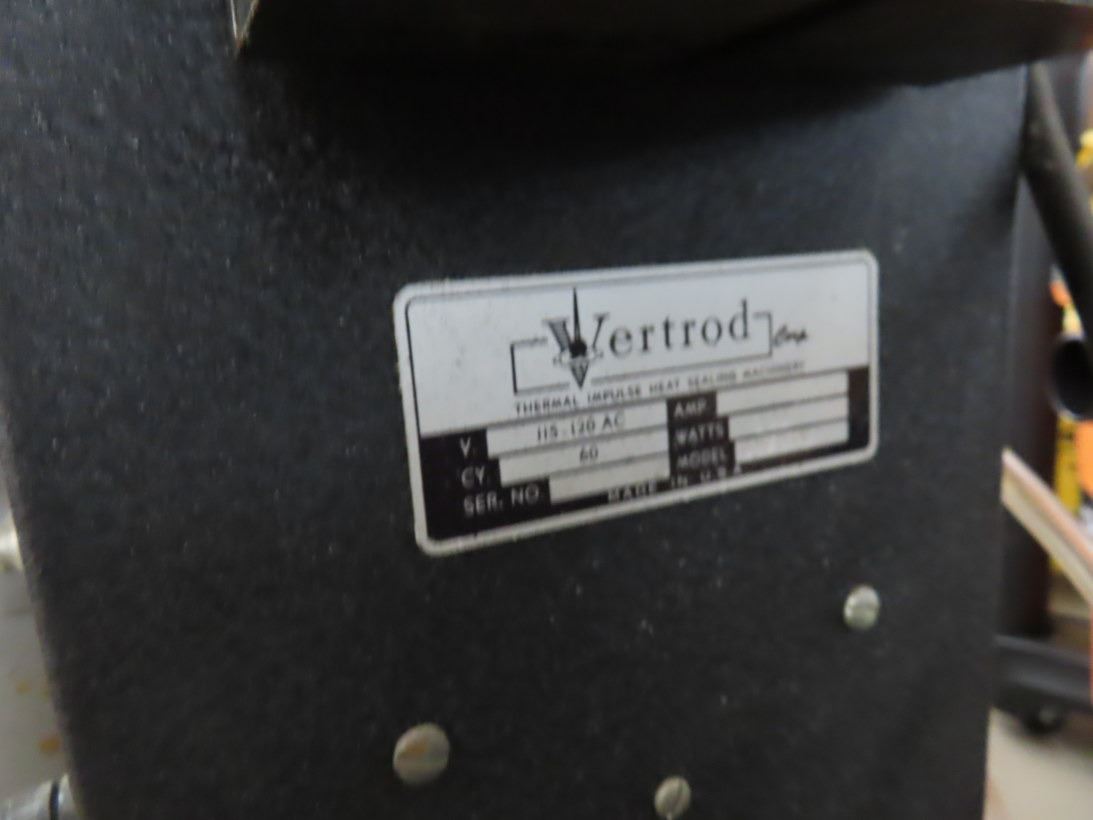 Vertrod Corp.
THERMAL IMPULSE HEAT SEALING MACHINERY
V. 115-120 AC AMP.
CY. 60 WATTS
SER. NO. MODEL
MADE IN U.S.A.